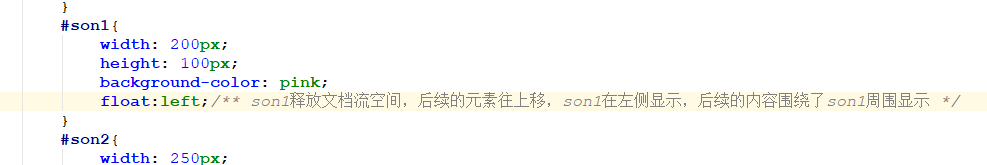 }
#son1{
width: 200px;
height: 100px;
background-color: pink;
float:left;/** son1释放文档流空间，后续的元素往上移，son1在左侧显示，后续的内容围绕了son1周围显示 */
}
#son2{
width: 250px;